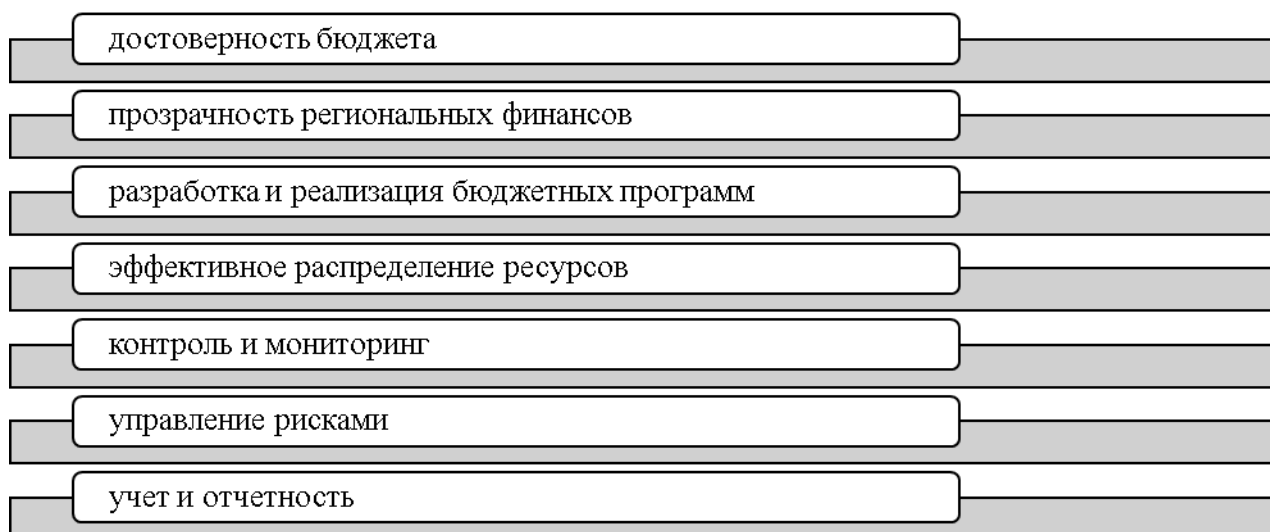 достоверность бюджета
прозрачность региональных финансов
разработка и реализация бюджетных программ
эффективное распределение ресурсов
контроль и мониторинг
управление рисками
учет и отчетность